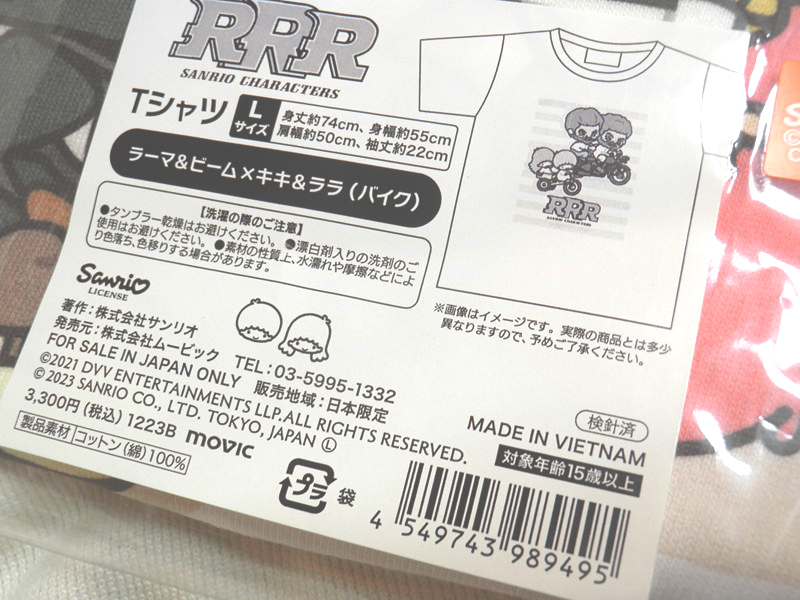 RRR
SANRIO CHARACTERS
Tシャツ
L
サイズ
身丈約74cm、身幅約55cm
肩幅約50cm、袖丈約22cm
ラーマ&ビーム×キキ&ララ(バイク)
【洗濯の際のご注意】
●タンブラー乾燥はお避けください。●漂白剤入りの洗剤のご
使用はお避けください。●素材の性質上、水濡れや摩擦などによ
り色落ち、色移りする場合があります。
RRR
※画像はイメージです。実際の商品とは多少
異なりますので、予めご了承ください。
Sanrio
LICENSE
著作:株式会社サンリオ
発売元:株式会社ムービック
TEL:03-5995-1332
FOR SALE IN JAPAN ONLY 販売地域:日本限定
©2021 DVV ENTERTAINMENTS LLP.ALL RIGHTS RESERVED.
©2023 SANRIO CO., LTD. TOKYO, JAPAN Ⓛ
3,300円(税込) 1223B movic
製品素材 コットン(綿)100%
プラ 袋
検針済
MADE IN VIETNAM
対象年齢15歳以上
4 549743 989495